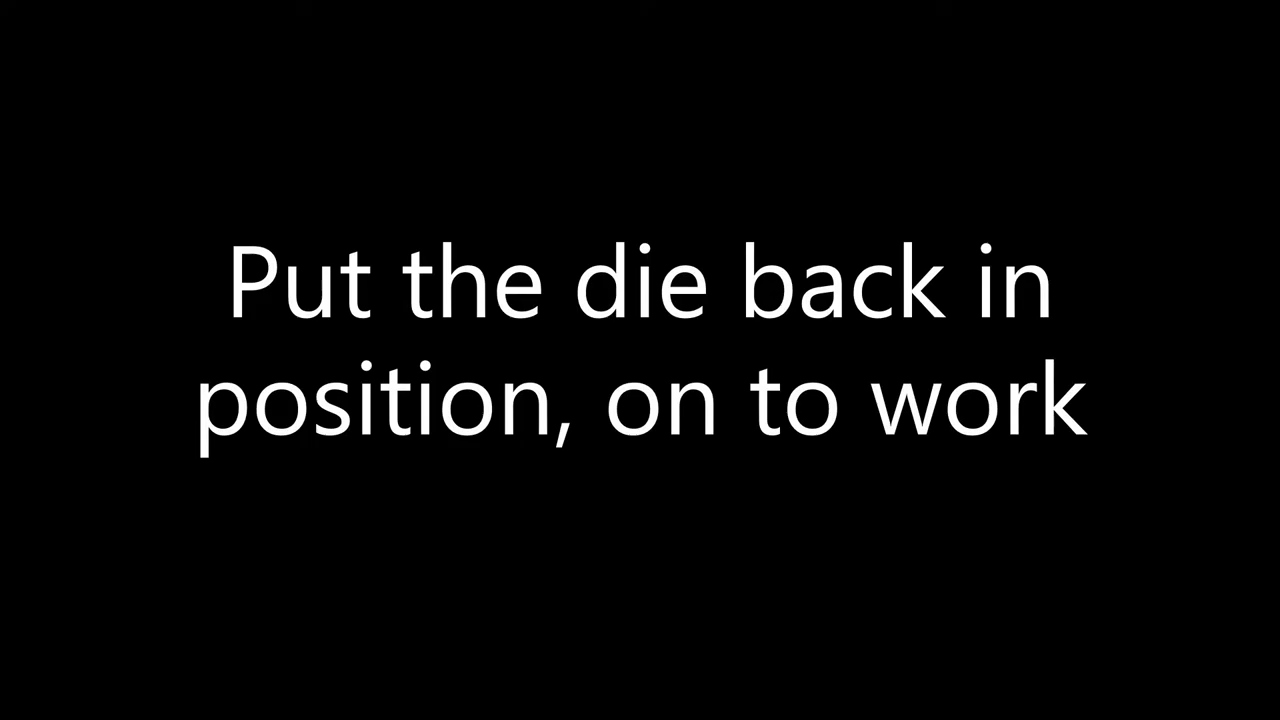 Put the die back in
position, on to work